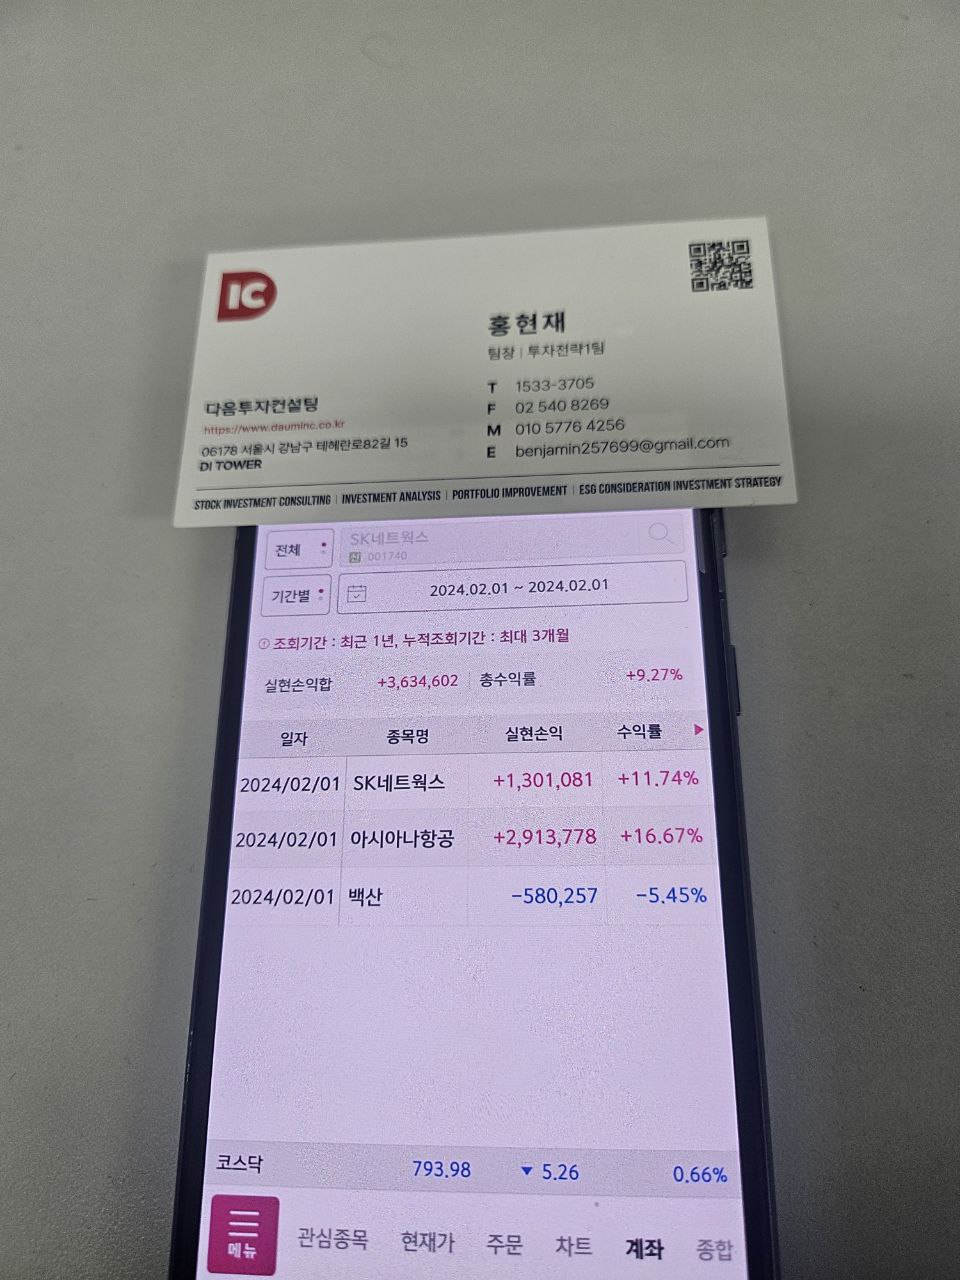 IC
홍현재
팀장 | 투자전략1팀
T 1533-3705
F 02 540 8269
M 010 5776 4256
E benjamin257699@gmail.com
다음투자컨설팅
https://www.dauminc.co.kr
06178 서울시 강남구 테헤란로82길 15
DI TOWER
STOCK INVESTMENT CONSULTING | INVESTMENT ANALYSIS | PORTFOLIO IMPROVEMENT | ESG CONSIDERATION INVESTMENT STRATEGY
전체 SK네트웍스
신 001740
기간별 2024.02.01 ~ 2024.02.01
조회기간 : 최근 1년, 누적조회기간 : 최대 3개월
실현손익합 +3,634,602 총수익률 +9.27%
일자 종목명 실현손익 수익률
2024/02/01 SK네트웍스 +1,301,081 +11.74%
2024/02/01 아시아나항공 +2,913,778 +16.67%
2024/02/01 백산 -580,257 -5.45%
코스닥 793.98 ▼ 5.26 0.66%
메뉴 관심종목 현재가 주문 차트 계좌 종합